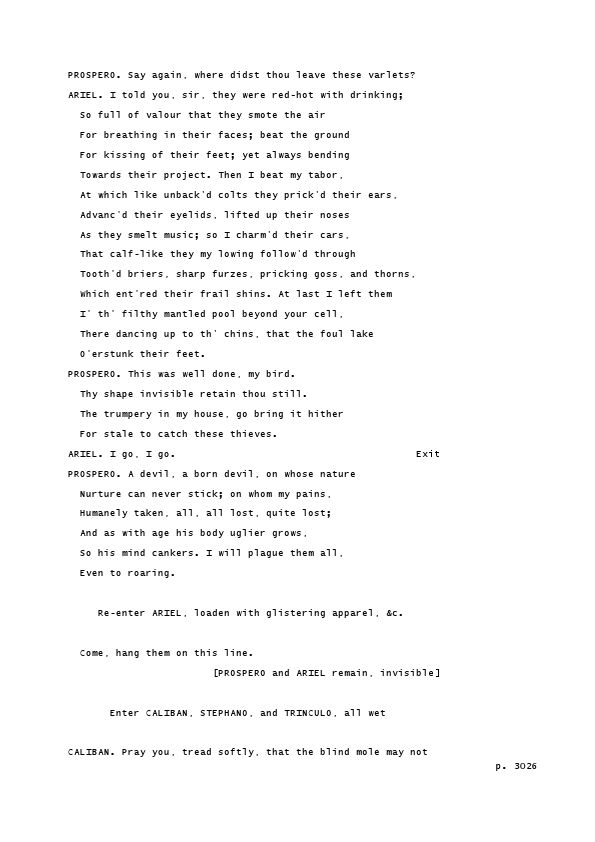 PROSPERO. Say again, where didst thou leave these varlets?
ARIEL. I told you, sir, they were red-hot with drinking;
So full of valour that they smote the air
For breathing in their faces; beat the ground
For kissing of their feet; yet always bending
Towards their project. Then I beat my tabor,
At which like unback'd colts they prick'd their ears,
Advanc'd their eyelids, lifted up their noses
As they smelt music; so I charm'd their cars,
That calf-like they my lowing follow'd through
Tooth'd briers, sharp furzes, pricking goss, and thorns,
Which ent'red their frail shins. At last I left them
I' th' filthy mantled pool beyond your cell,
There dancing up to th' chins, that the foul lake
O'erstunk their feet.
PROSPERO. This was well done, my bird.
Thy shape invisible retain thou still.
The trumpery in my house, go bring it hither
For stale to catch these thieves.
ARIEL. I go, I go. Exit
PROSPERO. A devil, a born devil, on whose nature
Nurture can never stick; on whom my pains,
Humanely taken, all, all lost, quite lost;
And as with age his body uglier grows,
So his mind cankers. I will plague them all,
Even to roaring.
Re-enter ARIEL, loaden with glistering apparel, &c.
Come, hang them on this line.
[PROSPERO and ARIEL remain, invisible]
Enter CALIBAN, STEPHANO, and TRINCULO, all wet
CALIBAN. Pray you, tread softly, that the blind mole may not
p. 3026